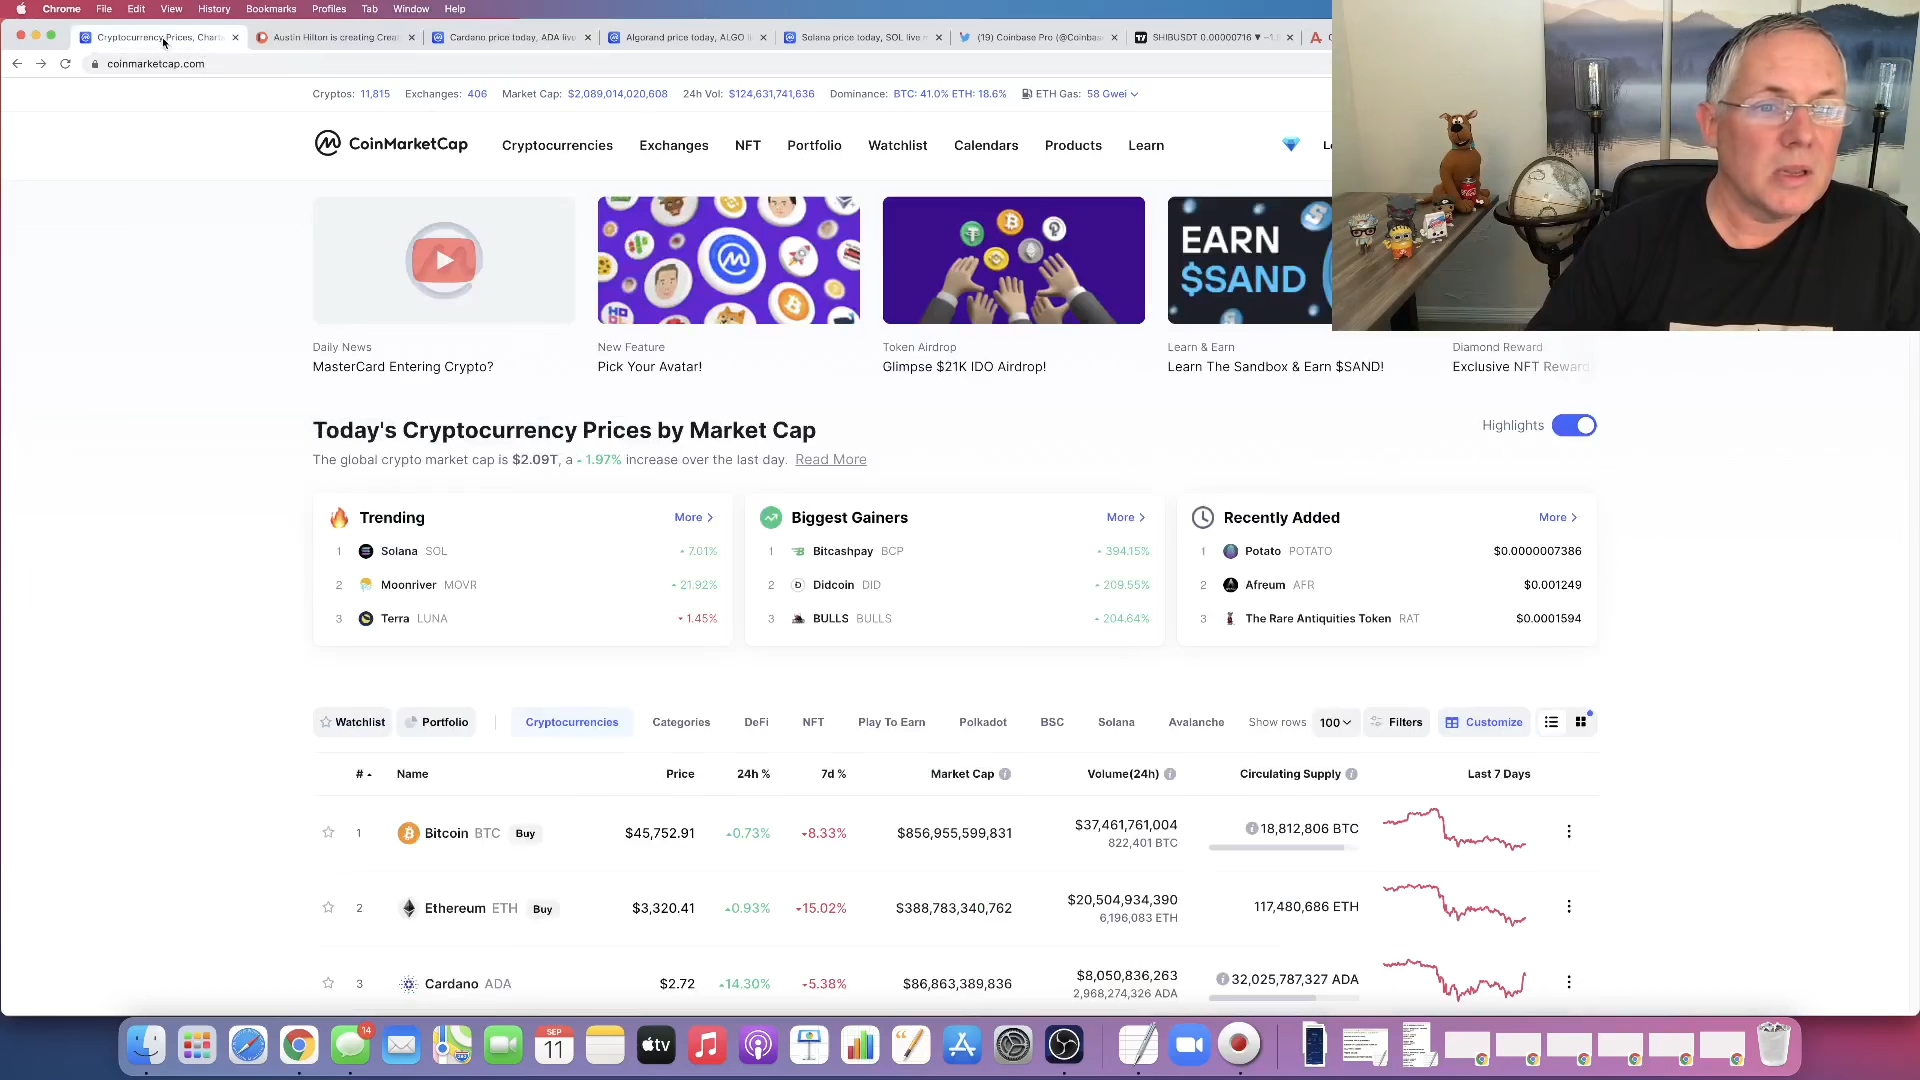 Chrome File Edit View History Bookmarks Profiles Tab Window Help
Cryptocurrency Prices, Chart Austin Hilton is creating Crea Cardano price today, ADA live Algorand price today, ALGO li Solana price today, SOL live m (19) Coinbase Pro (@Coinbas SHIBUSDT 0.00000716
coinmarketcap.com
Cryptos: 11,815 Exchanges: 406 Market Cap: $2,089,014,020,608 24h Vol: $124,631,741,636 Dominance: BTC: 41.0% ETH: 18.6% ETH Gas: 58 Gwei
CoinMarketCap Cryptocurrencies Exchanges NFT Portfolio Watchlist Calendars Products Learn
EARN
$SAND
Daily News New Feature Token Airdrop Learn & Earn Diamond Reward
MasterCard Entering Crypto? Pick Your Avatar! Glimpse $21K IDO Airdrop! Learn The Sandbox & Earn $SAND! Exclusive NFT Reward
Today's Cryptocurrency Prices by Market Cap Highlights
The global crypto market cap is $2.09T, a 1.97% increase over the last day. Read More
Trending More Biggest Gainers More Recently Added More
1 Solana SOL 7.01% 1 Bitcashpay BCP 394.15% 1 Potato POTATO $0.0000007386
2 Moonriver MOVR 21.92% 2 Didcoin DID 209.55% 2 Afreum AFR $0.001249
3 Terra LUNA 1.45% 3 BULLS BULLS 204.64% 3 The Rare Antiquities Token RAT $0.0001594
Watchlist Portfolio Cryptocurrencies Categories DeFi NFT Play To Earn Polkadot BSC Solana Avalanche Show rows 100 Filters Customize
# Name Price 24h % 7d % Market Cap Volume(24h) Circulating Supply Last 7 Days
1 Bitcoin BTC Buy $45,752.91 0.73% 8.33% $856,955,599,831 $37,461,761,004 18,812,806 BTC
822,401 BTC
2 Ethereum ETH Buy $3,320.41 0.93% 15.02% $388,783,340,762 $20,504,934,390 117,480,686 ETH
6,196,083 ETH
3 Cardano ADA $2.72 14.30% 5.38% $86,863,389,836 $8,050,836,263 32,025,787,327 ADA
2,968,274,326 ADA
14
SEP
11
tv